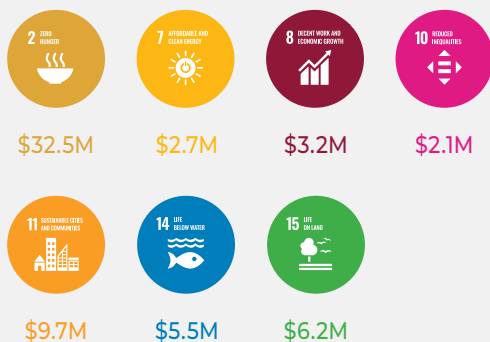 2 ZERO
HUNGER
7 AFFORDABLE AND
CLEAN ENERGY
8 DECENT WORK AND
ECONOMIC GROWTH
10 REDUCED
INEQUALITIES
$32.5M
$2.7M
$3.2M
$2.1M
11 SUSTAINABLE CITIES
AND COMMUNITIES
14 LIFE
BELOW WATER
15 LIFE
ON LAND
$9.7M
$5.5M
$6.2M